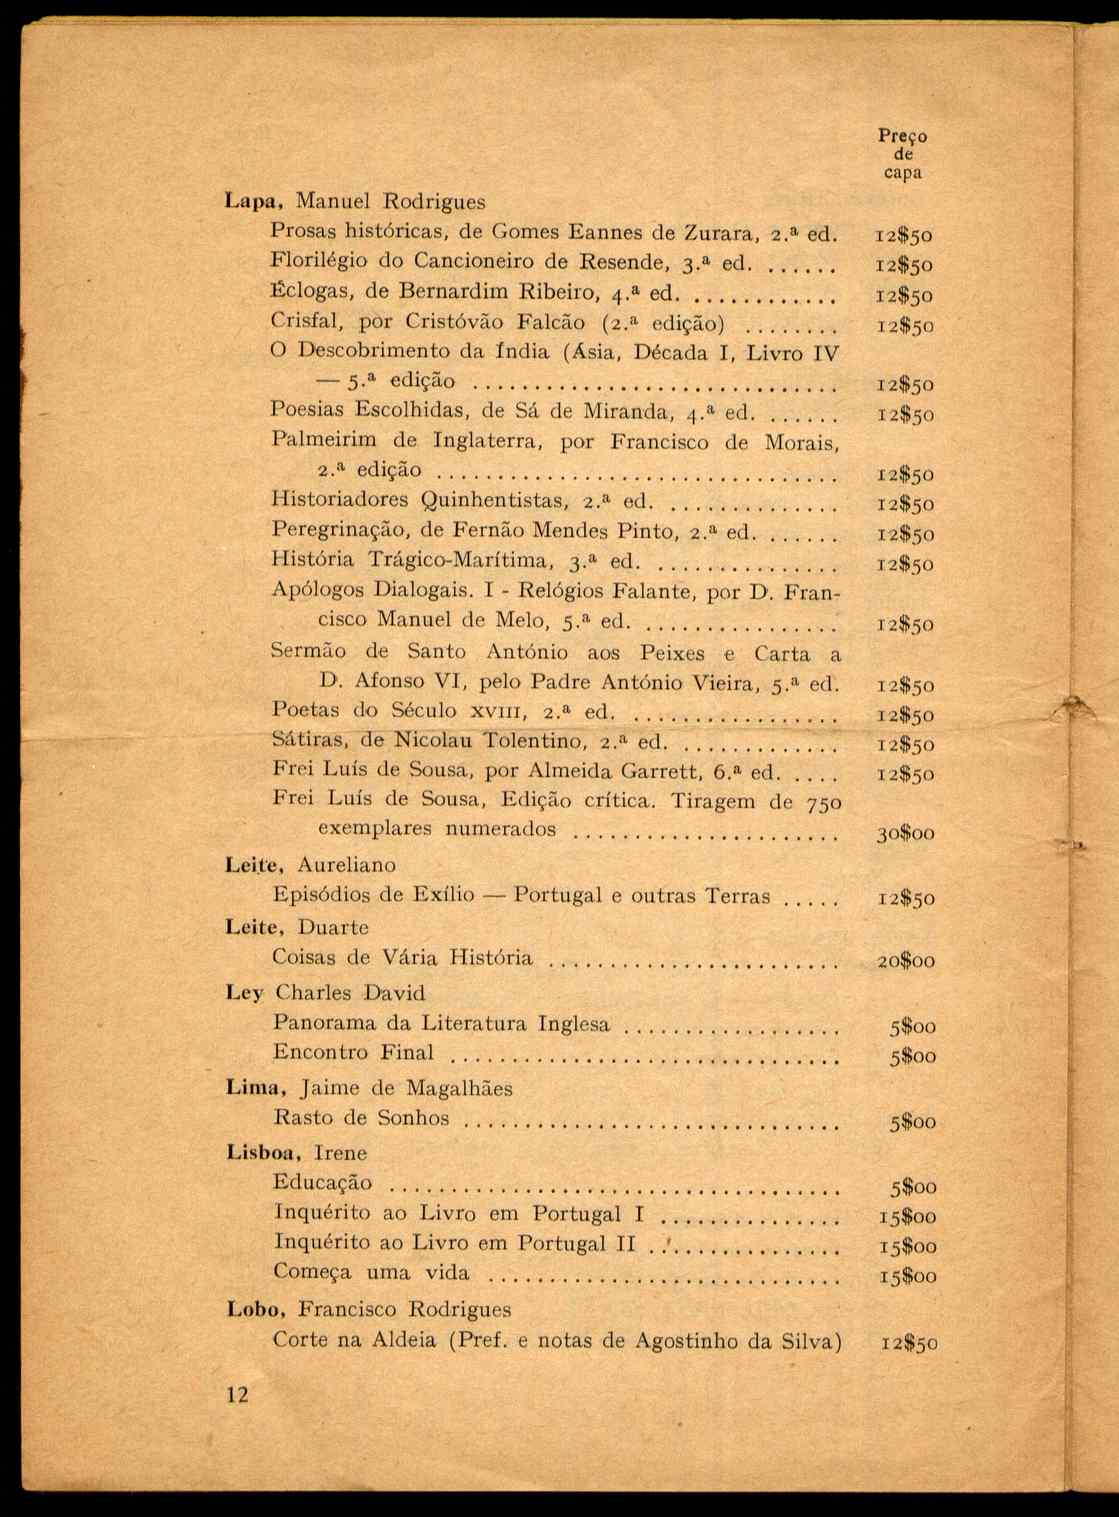 Preço
de
capa
Lapa, Manuel Rodrigues
Prosas históricas, de Gomes Eannes de Zurara, 2.ª ed. 12$50
Florilégio do Cancioneiro de Resende, 3.ª ed. ....... 12$50
Éclogas, de Bernardim Ribeiro, 4.ª ed. ............. 12$50
Crisfal, por Cristóvão Falcão (2.ª edição) ........ 12$50
O Descobrimento da Índia (Ásia, Década I, Livro IV
— 5.ª edição .............................. 12$50
Poesias Escolhidas, de Sá de Miranda, 4.ª ed. ....... 12$50
Palmeirim de Inglaterra, por Francisco de Morais,
2.ª edição ................................. 12$50
Historiadores Quinhentistas, 2.ª ed. .............. 12$50
Peregrinação, de Fernão Mendes Pinto, 2.ª ed. ....... 12$50
História Trágico-Marítima, 3.ª ed. ............... 12$50
Apólogos Dialogais. I - Relógios Falante, por D. Fran-
cisco Manuel de Melo, 5.ª ed. ................ 12$50
Sermão de Santo António aos Peixes e Carta a
D. Afonso VI, pelo Padre António Vieira, 5.ª ed. 12$50
Poetas do Século XVIII, 2.ª ed. ................. 12$50
Sátiras, de Nicolau Tolentino, 2.ª ed. ............. 12$50
Frei Luís de Sousa, por Almeida Garrett, 6.ª ed. ..... 12$50
Frei Luís de Sousa, Edição crítica. Tiragem de 750
exemplares numerados ...................... 30$00
Leite, Aureliano
Episódios de Exílio — Portugal e outras Terras ..... 12$50
Leite, Duarte
Coisas de Vária História ........................ 20$00
Ley Charles David
Panorama da Literatura Inglesa .................. 5$00
Encontro Final ................................ 5$00
Lima, Jaime de Magalhães
Rasto de Sonhos ............................... 5$00
Lisboa, Irene
Educação ..................................... 5$00
Inquérito ao Livro em Portugal I ............... 15$00
Inquérito ao Livro em Portugal II ................ 15$00
Começa uma vida ............................. 15$00
Lobo, Francisco Rodrigues
Corte na Aldeia (Pref. e notas de Agostinho da Silva) 12$50
12